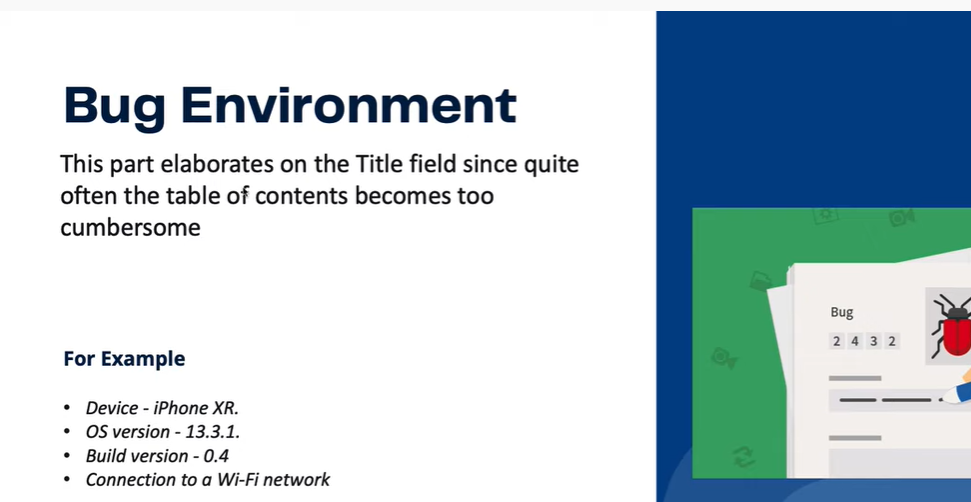 Bug Environment
This part elaborates on the Title field since quite
often the table of contents becomes too
cumbersome
For Example
• Device - iPhone XR.
• OS version - 13.3.1.
• Build version - 0.4
• Connection to a Wi-Fi network
Bug
2 4 3 2